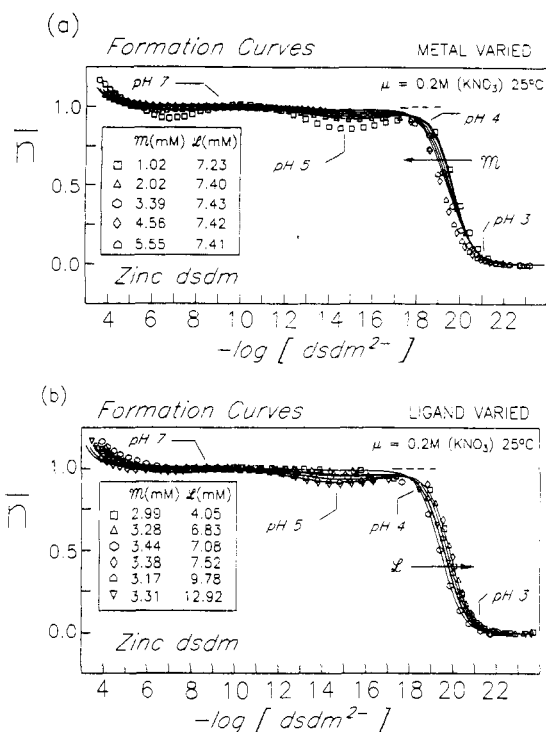 (a)
Formation Curves METAL VARIED
μ = 0.2M (KNO₃) 25ºC
pH 7
pH 4
n̄
1.0
0.5
0.0
pH 5
𝓂
pH 3
𝓂(mM) ℒ(mM)
□ 1.02 7.23
△ 2.02 7.40
○ 3.39 7.43
◇ 4.56 7.42
⌂ 5.55 7.41
Zinc dsdm
4 6 8 10 12 14 16 18 20 22
-log [ dsdm²⁻ ]
(b)
Formation Curves LIGAND VARIED
μ = 0.2M (KNO₃) 25ºC
pH 7
n̄
1.0
0.5
0.0
pH 5
pH 4
ℒ
pH 3
𝓂(mM) ℒ(mM)
□ 2.99 4.05
△ 3.28 6.83
○ 3.44 7.08
◇ 3.38 7.52
⌂ 3.17 9.78
▽ 3.31 12.92
Zinc dsdm
4 6 8 10 12 14 16 18 20 22
-log [ dsdm²⁻ ]